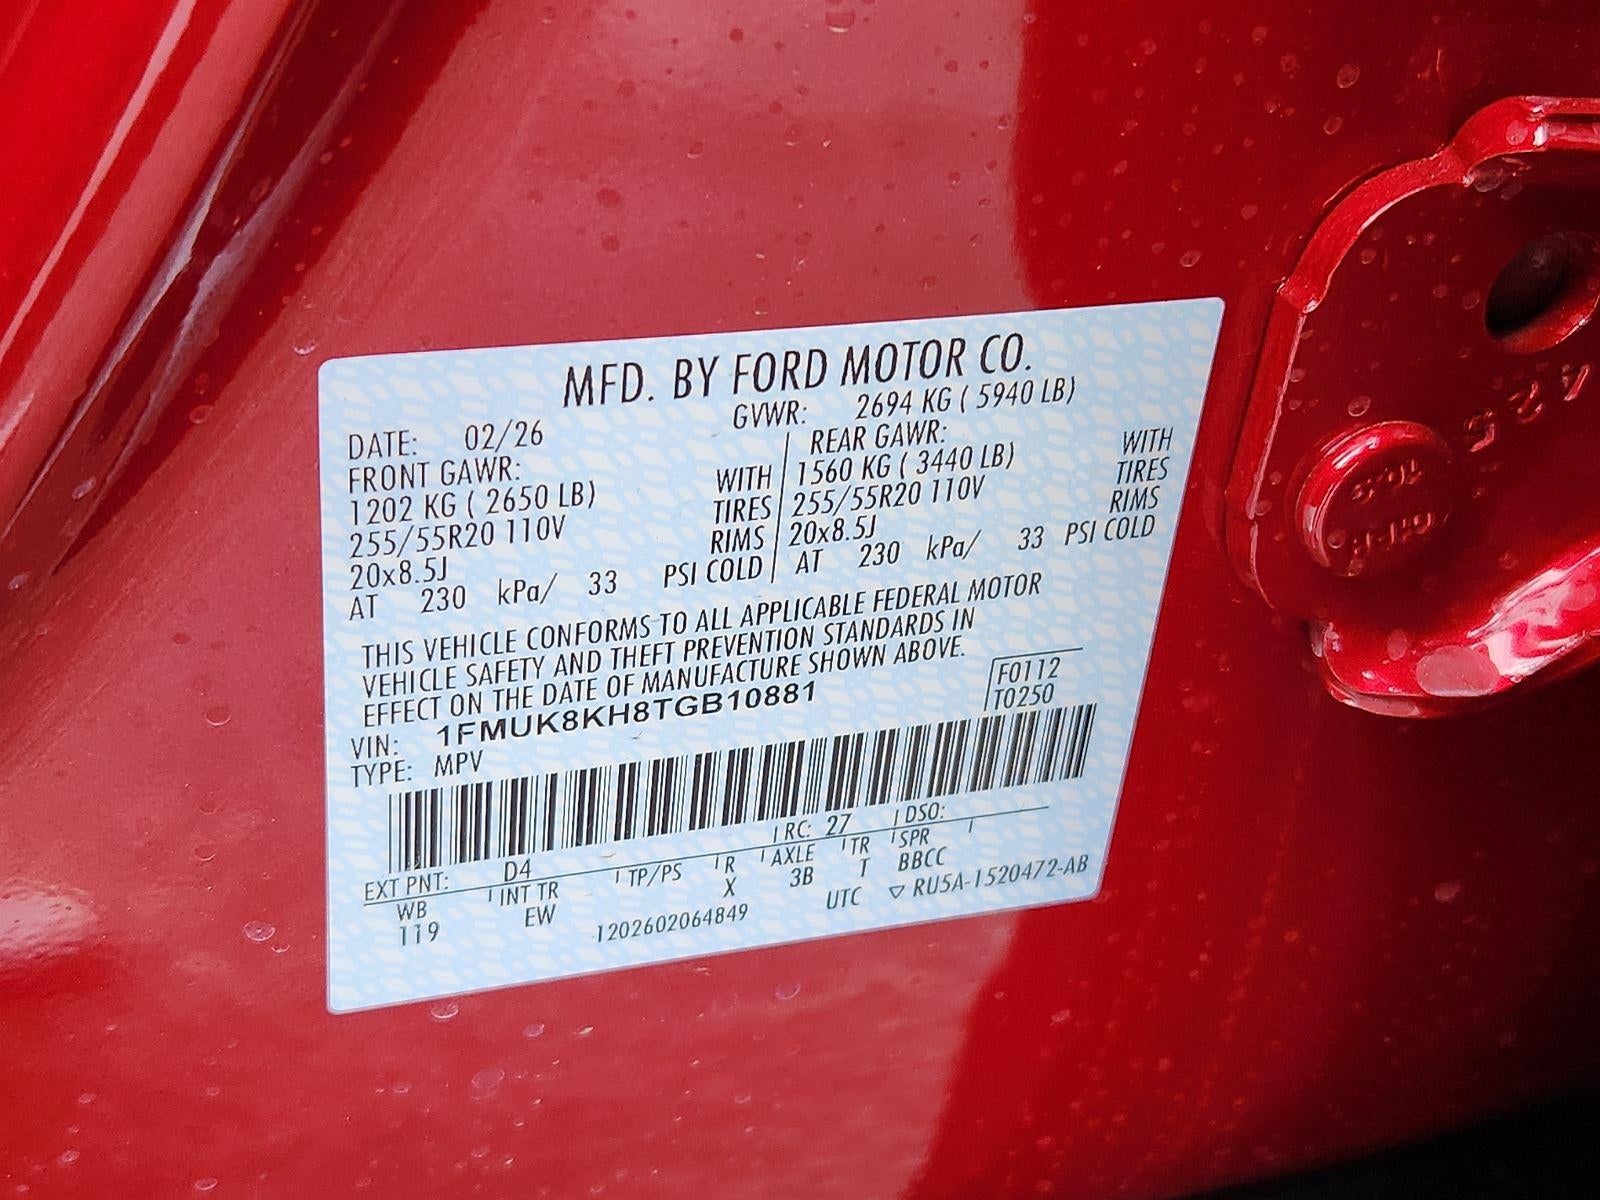 MFD. BY FORD MOTOR CO.
DATE: 02/26 GVWR: 2694 KG ( 5940 LB)
FRONT GAWR: REAR GAWR:
1202 KG ( 2650 LB) WITH 1560 KG ( 3440 LB) WITH
255/55R20 110V TIRES 255/55R20 110V TIRES
20x8.5J RIMS 20x8.5J RIMS
AT 230 kPa/ 33 PSI COLD AT 230 kPa/ 33 PSI COLD
THIS VEHICLE CONFORMS TO ALL APPLICABLE FEDERAL MOTOR
VEHICLE SAFETY AND THEFT PREVENTION STANDARDS IN
EFFECT ON THE DATE OF MANUFACTURE SHOWN ABOVE.
VIN: 1FMUK8KH8TGB10881
TYPE: MPV
F0112
T0250
EXT PNT: D4 RC: 27 DSO:
WB INT TR TP/PS R AXLE TR SPR
119 EW X 3B T BBCC
1202602064849 UTC ▽ RU5A-1520472-AB
425